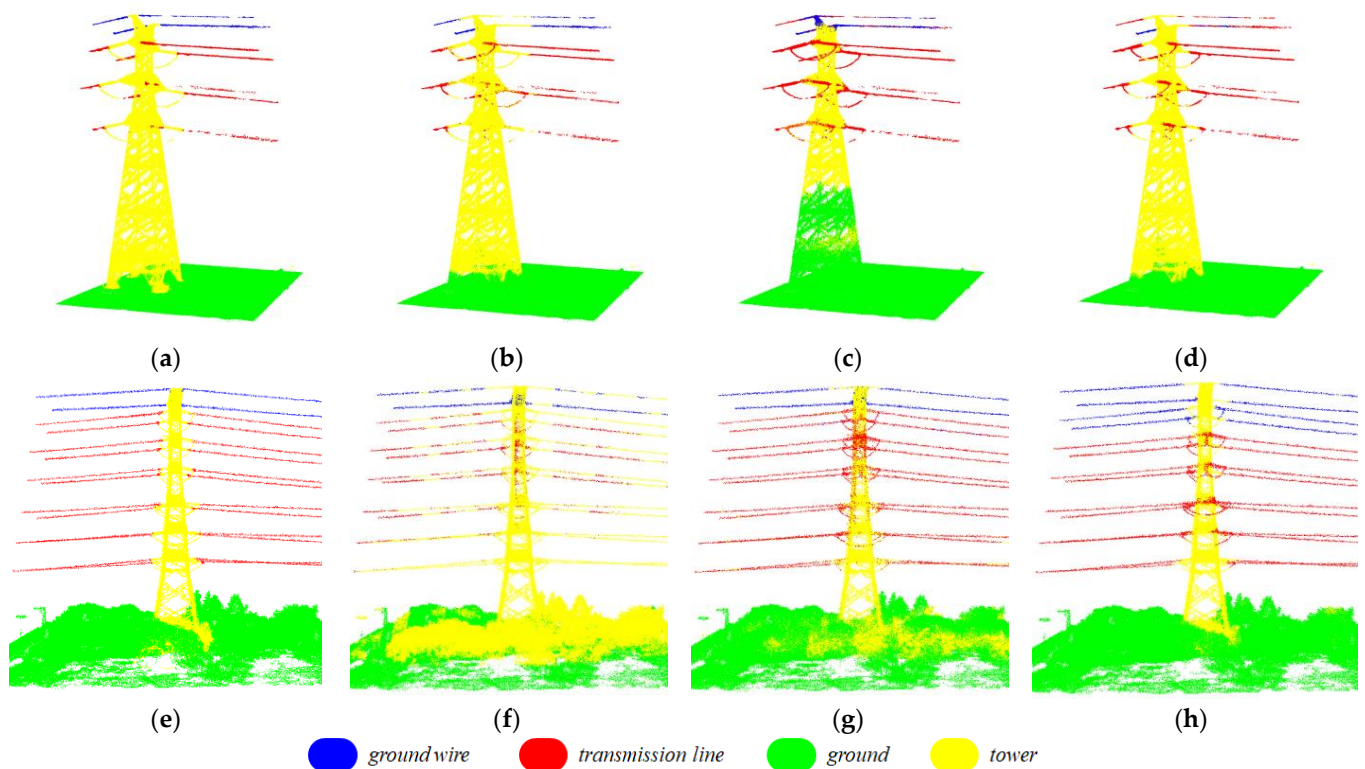 (a) (b) (c) (d)
(e) (f) (g) (h)
ground wire transmission line ground tower